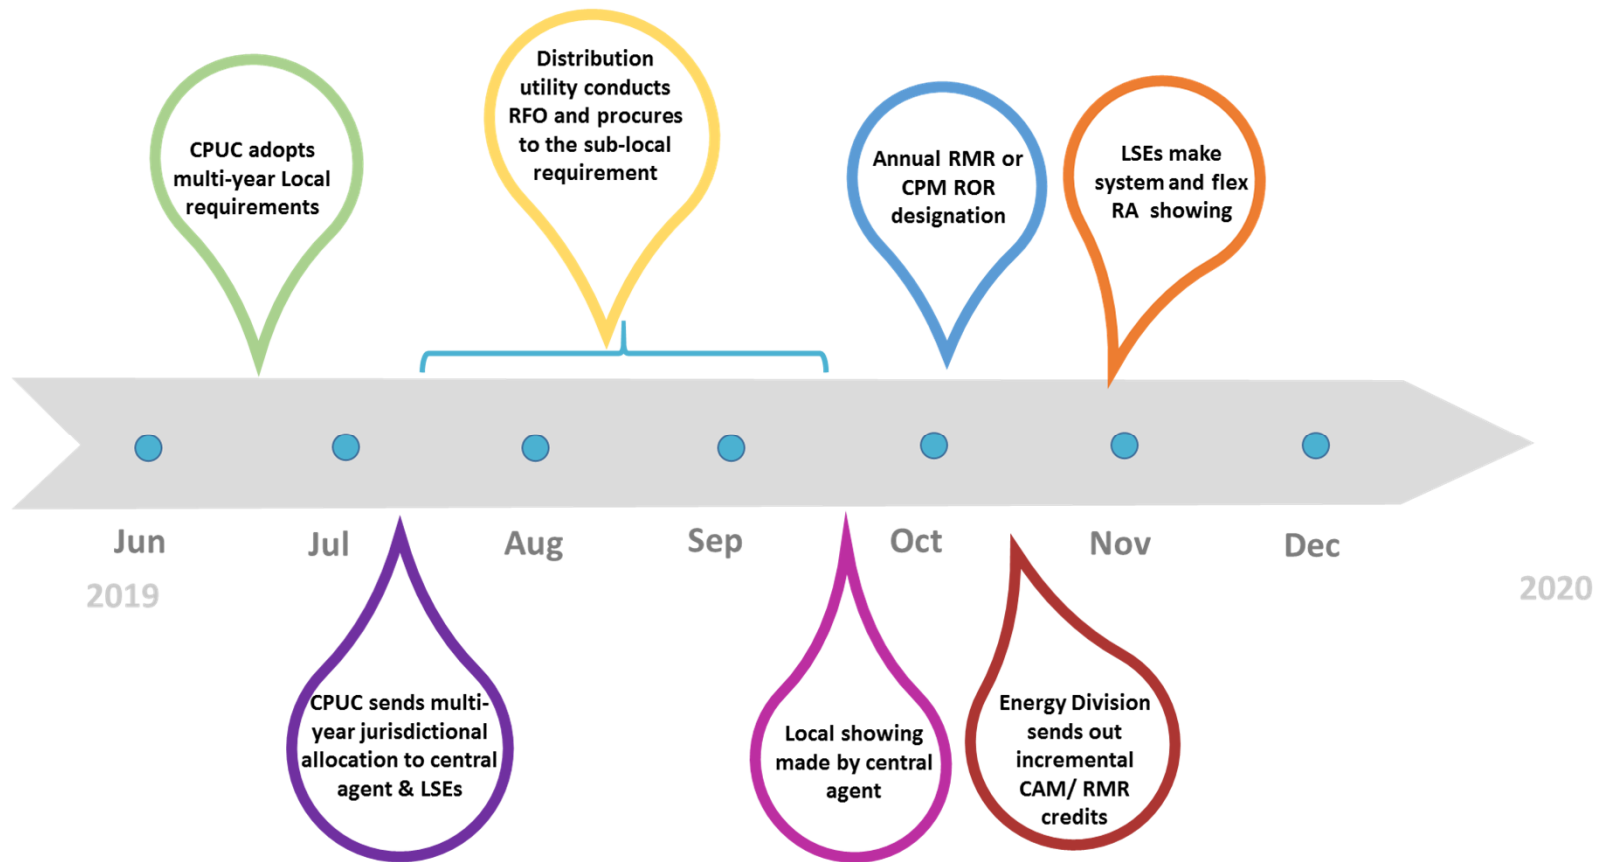 CPUC adopts
multi-year Local
requirements
Distribution
utility conducts
RFO and procures
to the sub-local
requirement
Annual RMR or
CPM ROR
designation
LSEs make
system and flex
RA showing
Jun
Jul
Aug
Sep
Oct
Nov
Dec
2019
2020
CPUC sends multi-
year jurisdictional
allocation to central
agent & LSEs
Local showing
made by central
agent
Energy Division
sends out
incremental
CAM/ RMR
credits